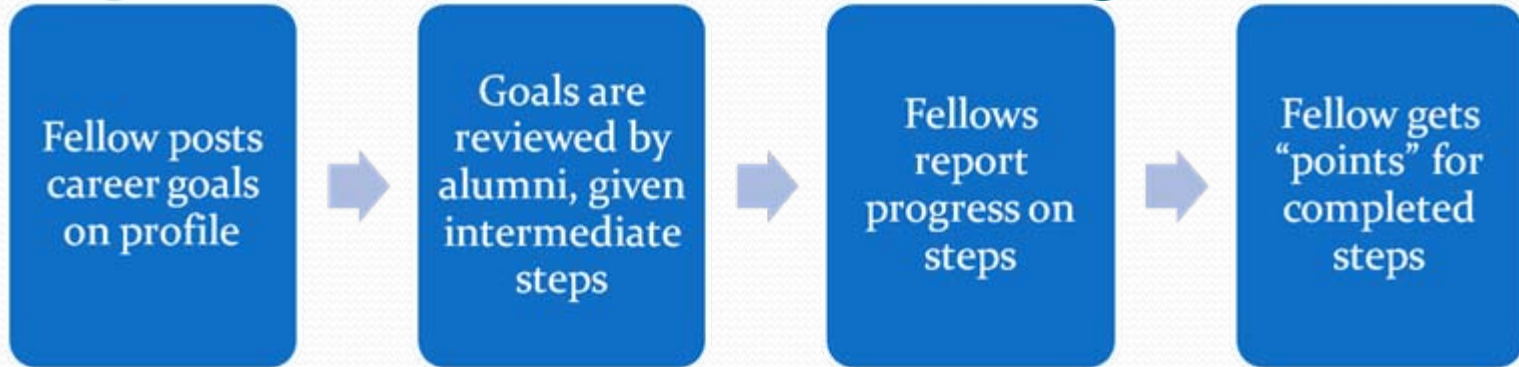 Fellow posts
career goals
on profile
Goals are
reviewed by
alumni, given
intermediate
steps
Fellows
report
progress on
steps
Fellow gets
“points” for
completed
steps